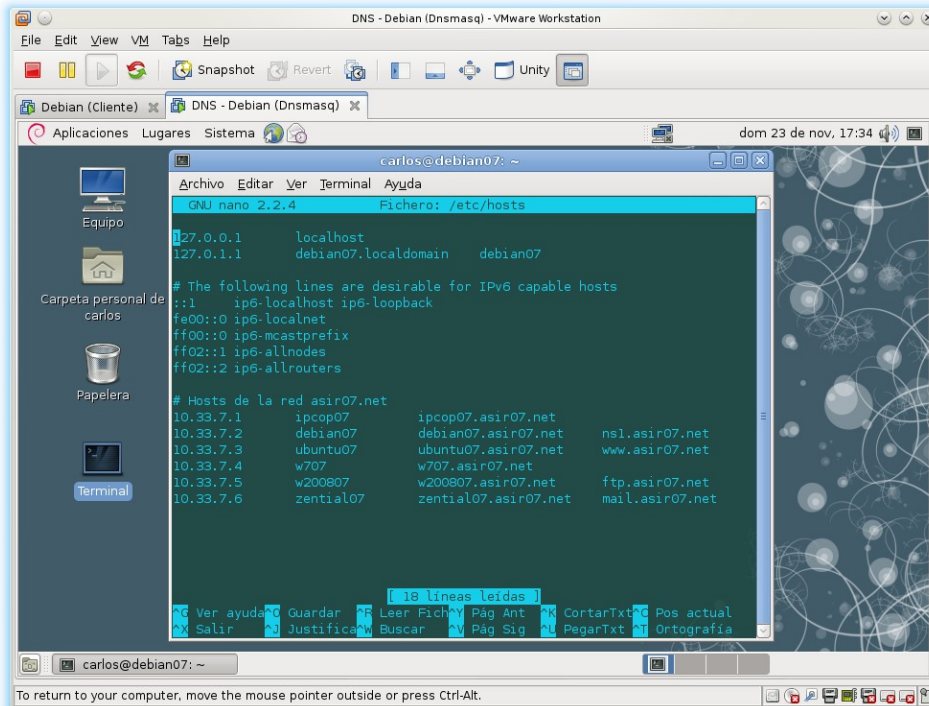 DNS - Debian (Dnsmasq) - VMware Workstation
File Edit View VM Tabs Help
Snapshot Revert Unity
Debian (Cliente) DNS - Debian (Dnsmasq)
Aplicaciones Lugares Sistema dom 23 de nov, 17:34
carlos@debian07: ~
Archivo Editar Ver Terminal Ayuda
GNU nano 2.2.4 Fichero: /etc/hosts
127.0.0.1 localhost
127.0.1.1 debian07.localdomain debian07
# The following lines are desirable for IPv6 capable hosts
::1 ip6-localhost ip6-loopback
fe00::0 ip6-localnet
ff00::0 ip6-mcastprefix
ff02::1 ip6-allnodes
ff02::2 ip6-allrouters
# Hosts de la red asir07.net
10.33.7.1 ipcop07 ipcop07.asir07.net
10.33.7.2 debian07 debian07.asir07.net ns1.asir07.net
10.33.7.3 ubuntu07 ubuntu07.asir07.net www.asir07.net
10.33.7.4 w707 w707.asir07.net
10.33.7.5 w200807 w200807.asir07.net ftp.asir07.net
10.33.7.6 zential07 zential07.asir07.net mail.asir07.net
[ 18 líneas leídas ]
^G Ver ayuda ^O Guardar ^R Leer Fich ^Y Pág Ant ^K CortarTxt ^C Pos actual
^X Salir ^J Justifica ^W Buscar ^V Pág Sig ^U PegarTxt ^T Ortografía
Equipo
Carpeta personal de
carlos
Papelera
Terminal
carlos@debian07: ~
To return to your computer, move the mouse pointer outside or press Ctrl-Alt.